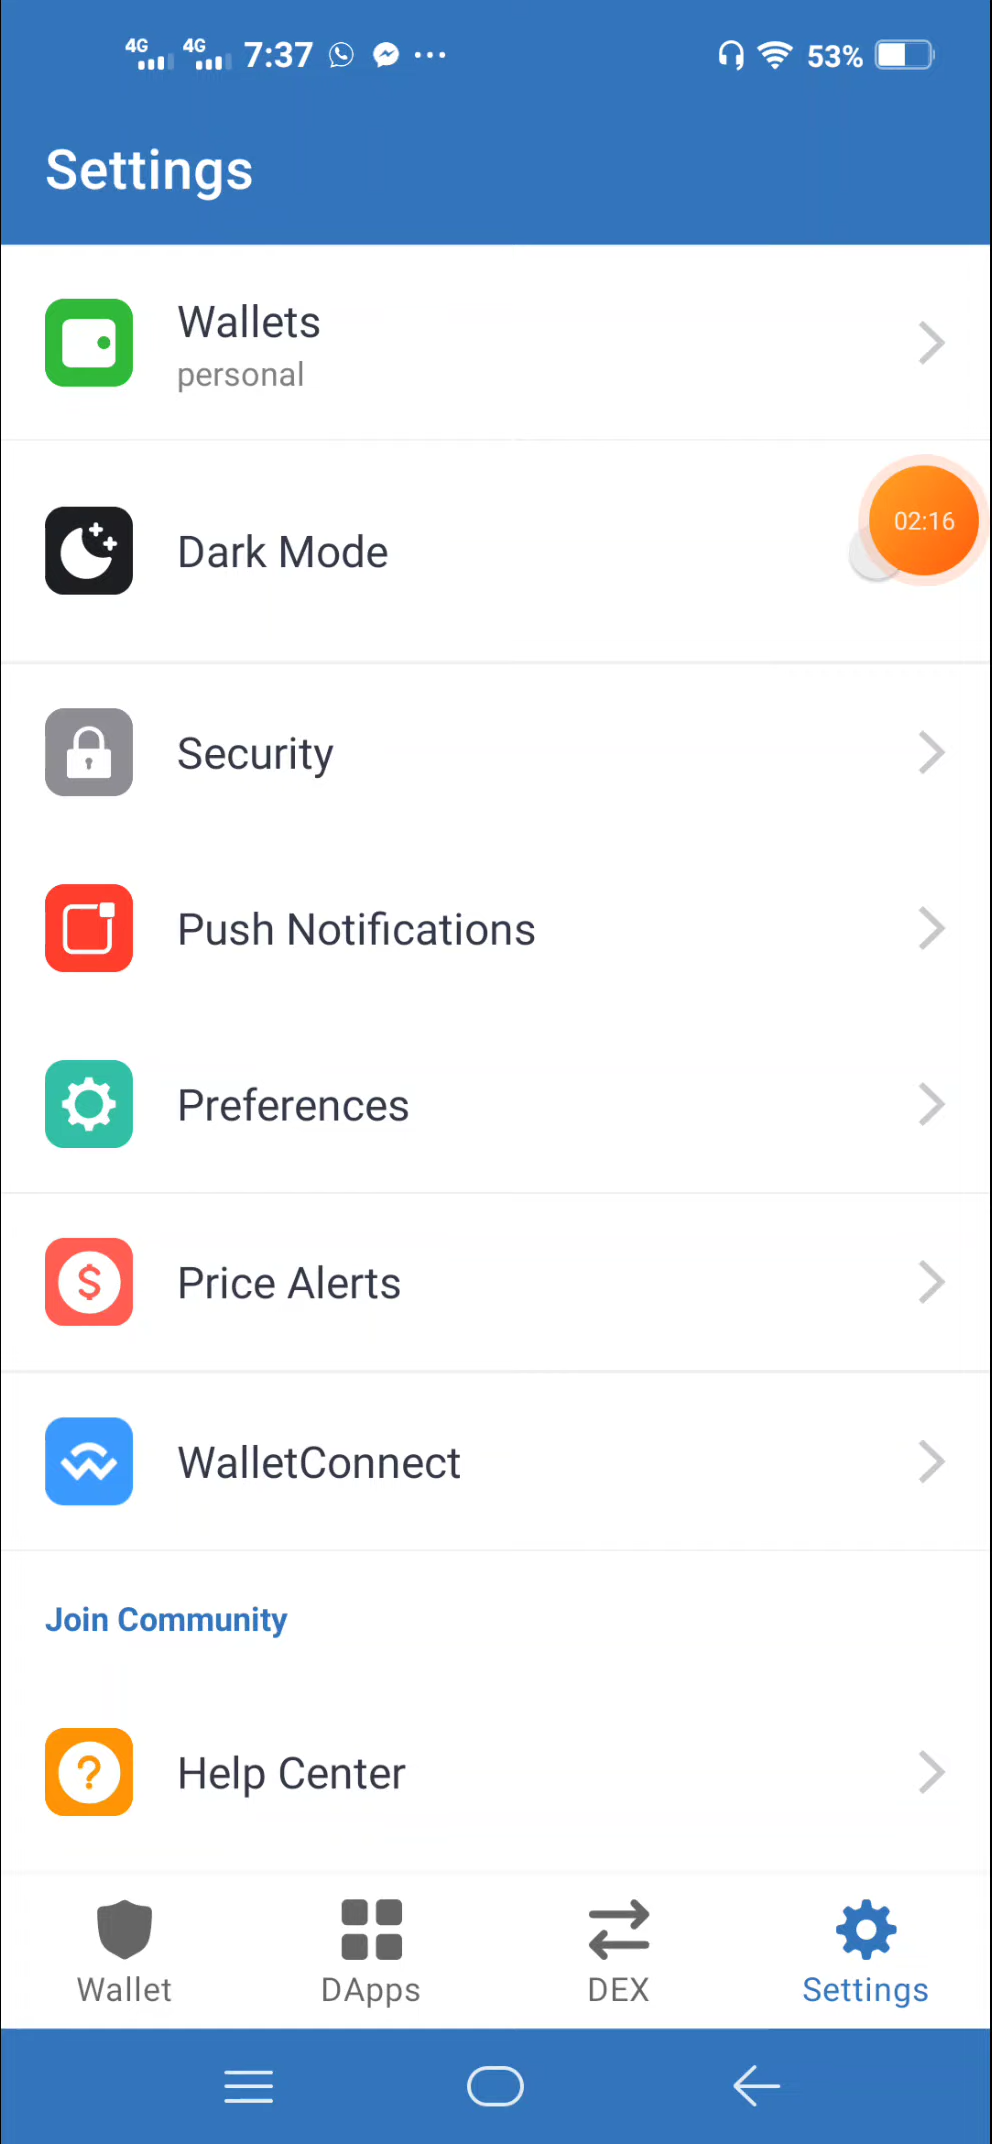 4G 4G 7:37 53%
Settings
Wallets
personal
Dark Mode
02:16
Security
Push Notifications
Preferences
Price Alerts
WalletConnect
Join Community
Help Center
Wallet DApps DEX Settings